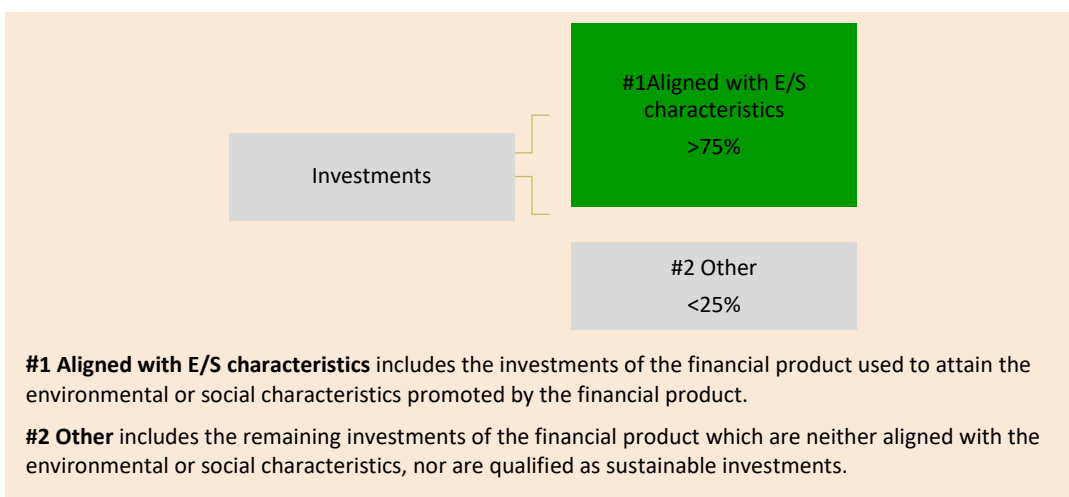 #1Aligned with E/S
characteristics
>75%
Investments
#2 Other
<25%
#1 Aligned with E/S characteristics includes the investments of the financial product used to attain the
environmental or social characteristics promoted by the financial product.
#2 Other includes the remaining investments of the financial product which are neither aligned with the
environmental or social characteristics, nor are qualified as sustainable investments.